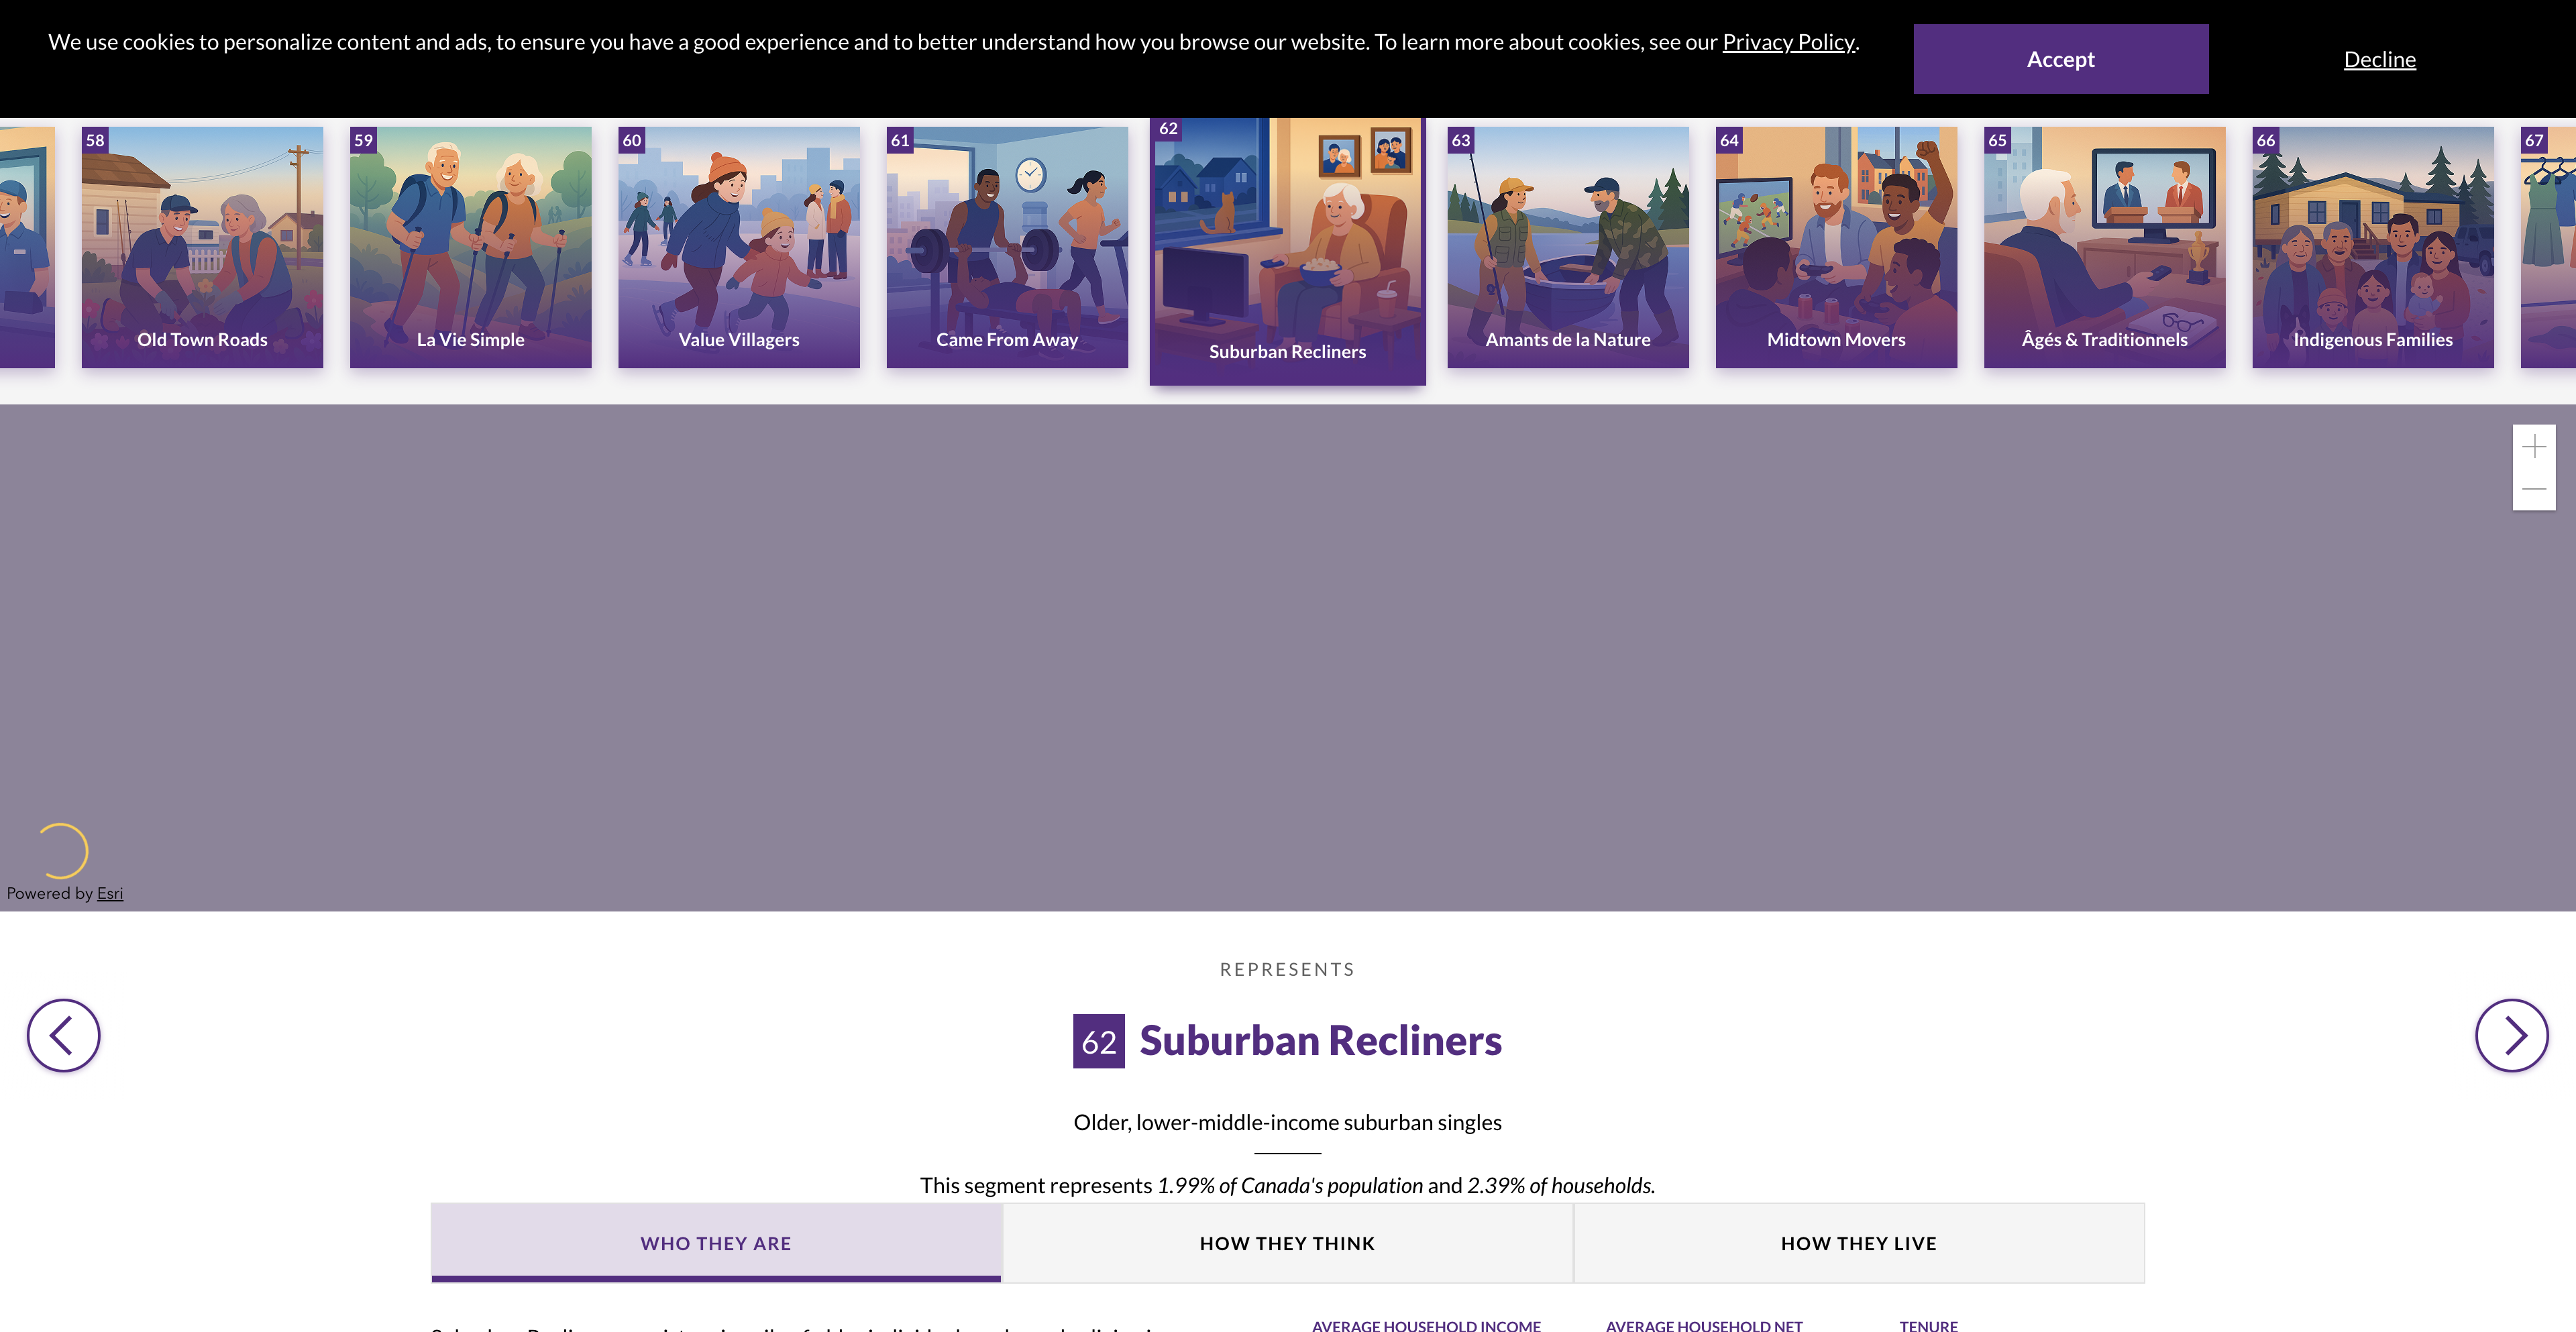 We use cookies to personalize content and ads, to ensure you have a good experience and to better understand how you browse our website. To learn more about cookies, see our Privacy Policy.
Accept
Decline
58
Old Town Roads
59
La Vie Simple
60
Value Villagers
61
Came From Away
62
Suburban Recliners
63
Amants de la Nature
64
Midtown Movers
65
Âgés & Traditionnels
66
Indigenous Families
67
Powered by Esri
REPRESENTS
62 Suburban Recliners
Older, lower-middle-income suburban singles
This segment represents 1.99% of Canada's population and 2.39% of households.
WHO THEY ARE
HOW THEY THINK
HOW THEY LIVE
AVERAGE HOUSEHOLD INCOME
AVERAGE HOUSEHOLD NET
TENURE